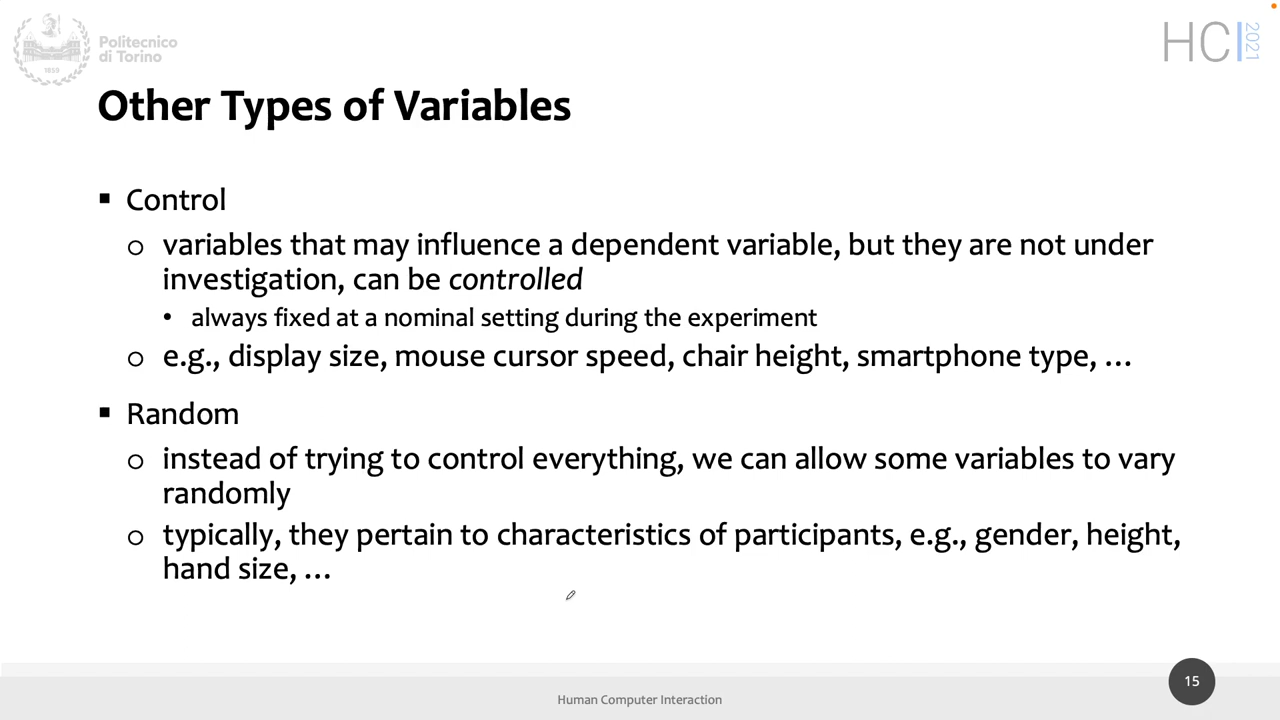 Politecnico
di Torino
1859
HCI 2021
Other Types of Variables
▪ Control
o variables that may influence a dependent variable, but they are not under
investigation, can be controlled
• always fixed at a nominal setting during the experiment
o e.g., display size, mouse cursor speed, chair height, smartphone type, …
▪ Random
o instead of trying to control everything, we can allow some variables to vary
randomly
o typically, they pertain to characteristics of participants, e.g., gender, height,
hand size, …
Human Computer Interaction
15